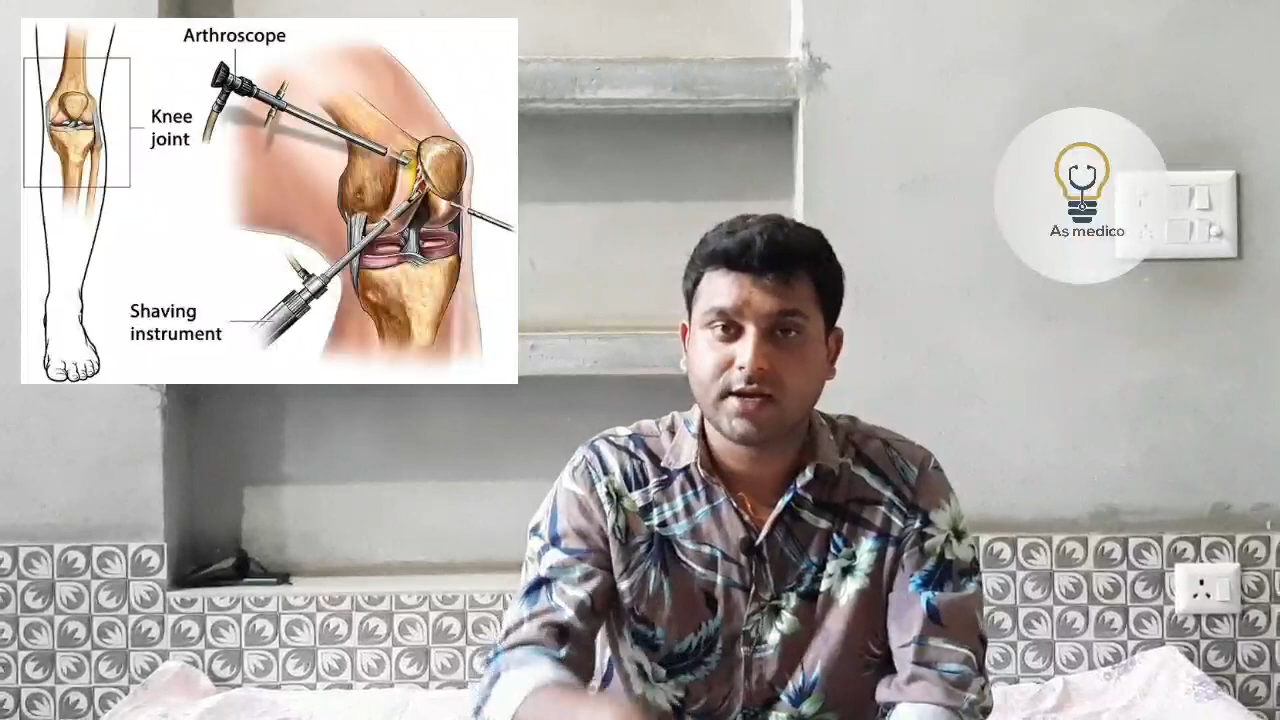 Arthroscope
Knee
joint
Shaving
instrument
As medico